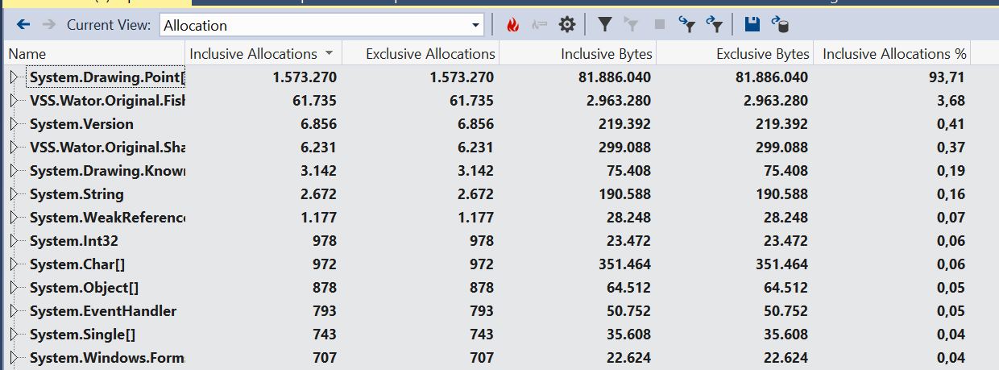 Current View: Allocation
Name Inclusive Allocations Exclusive Allocations Inclusive Bytes Exclusive Bytes Inclusive Allocations %
System.Drawing.Point[ 1.573.270 1.573.270 81.886.040 81.886.040 93,71
VSS.Wator.Original.Fish 61.735 61.735 2.963.280 2.963.280 3,68
System.Version 6.856 6.856 219.392 219.392 0,41
VSS.Wator.Original.Sha 6.231 6.231 299.088 299.088 0,37
System.Drawing.Known 3.142 3.142 75.408 75.408 0,19
System.String 2.672 2.672 190.588 190.588 0,16
System.WeakReference 1.177 1.177 28.248 28.248 0,07
System.Int32 978 978 23.472 23.472 0,06
System.Char[] 972 972 351.464 351.464 0,06
System.Object[] 878 878 64.512 64.512 0,05
System.EventHandler 793 793 50.752 50.752 0,05
System.Single[] 743 743 35.608 35.608 0,04
System.Windows.Forms 707 707 22.624 22.624 0,04